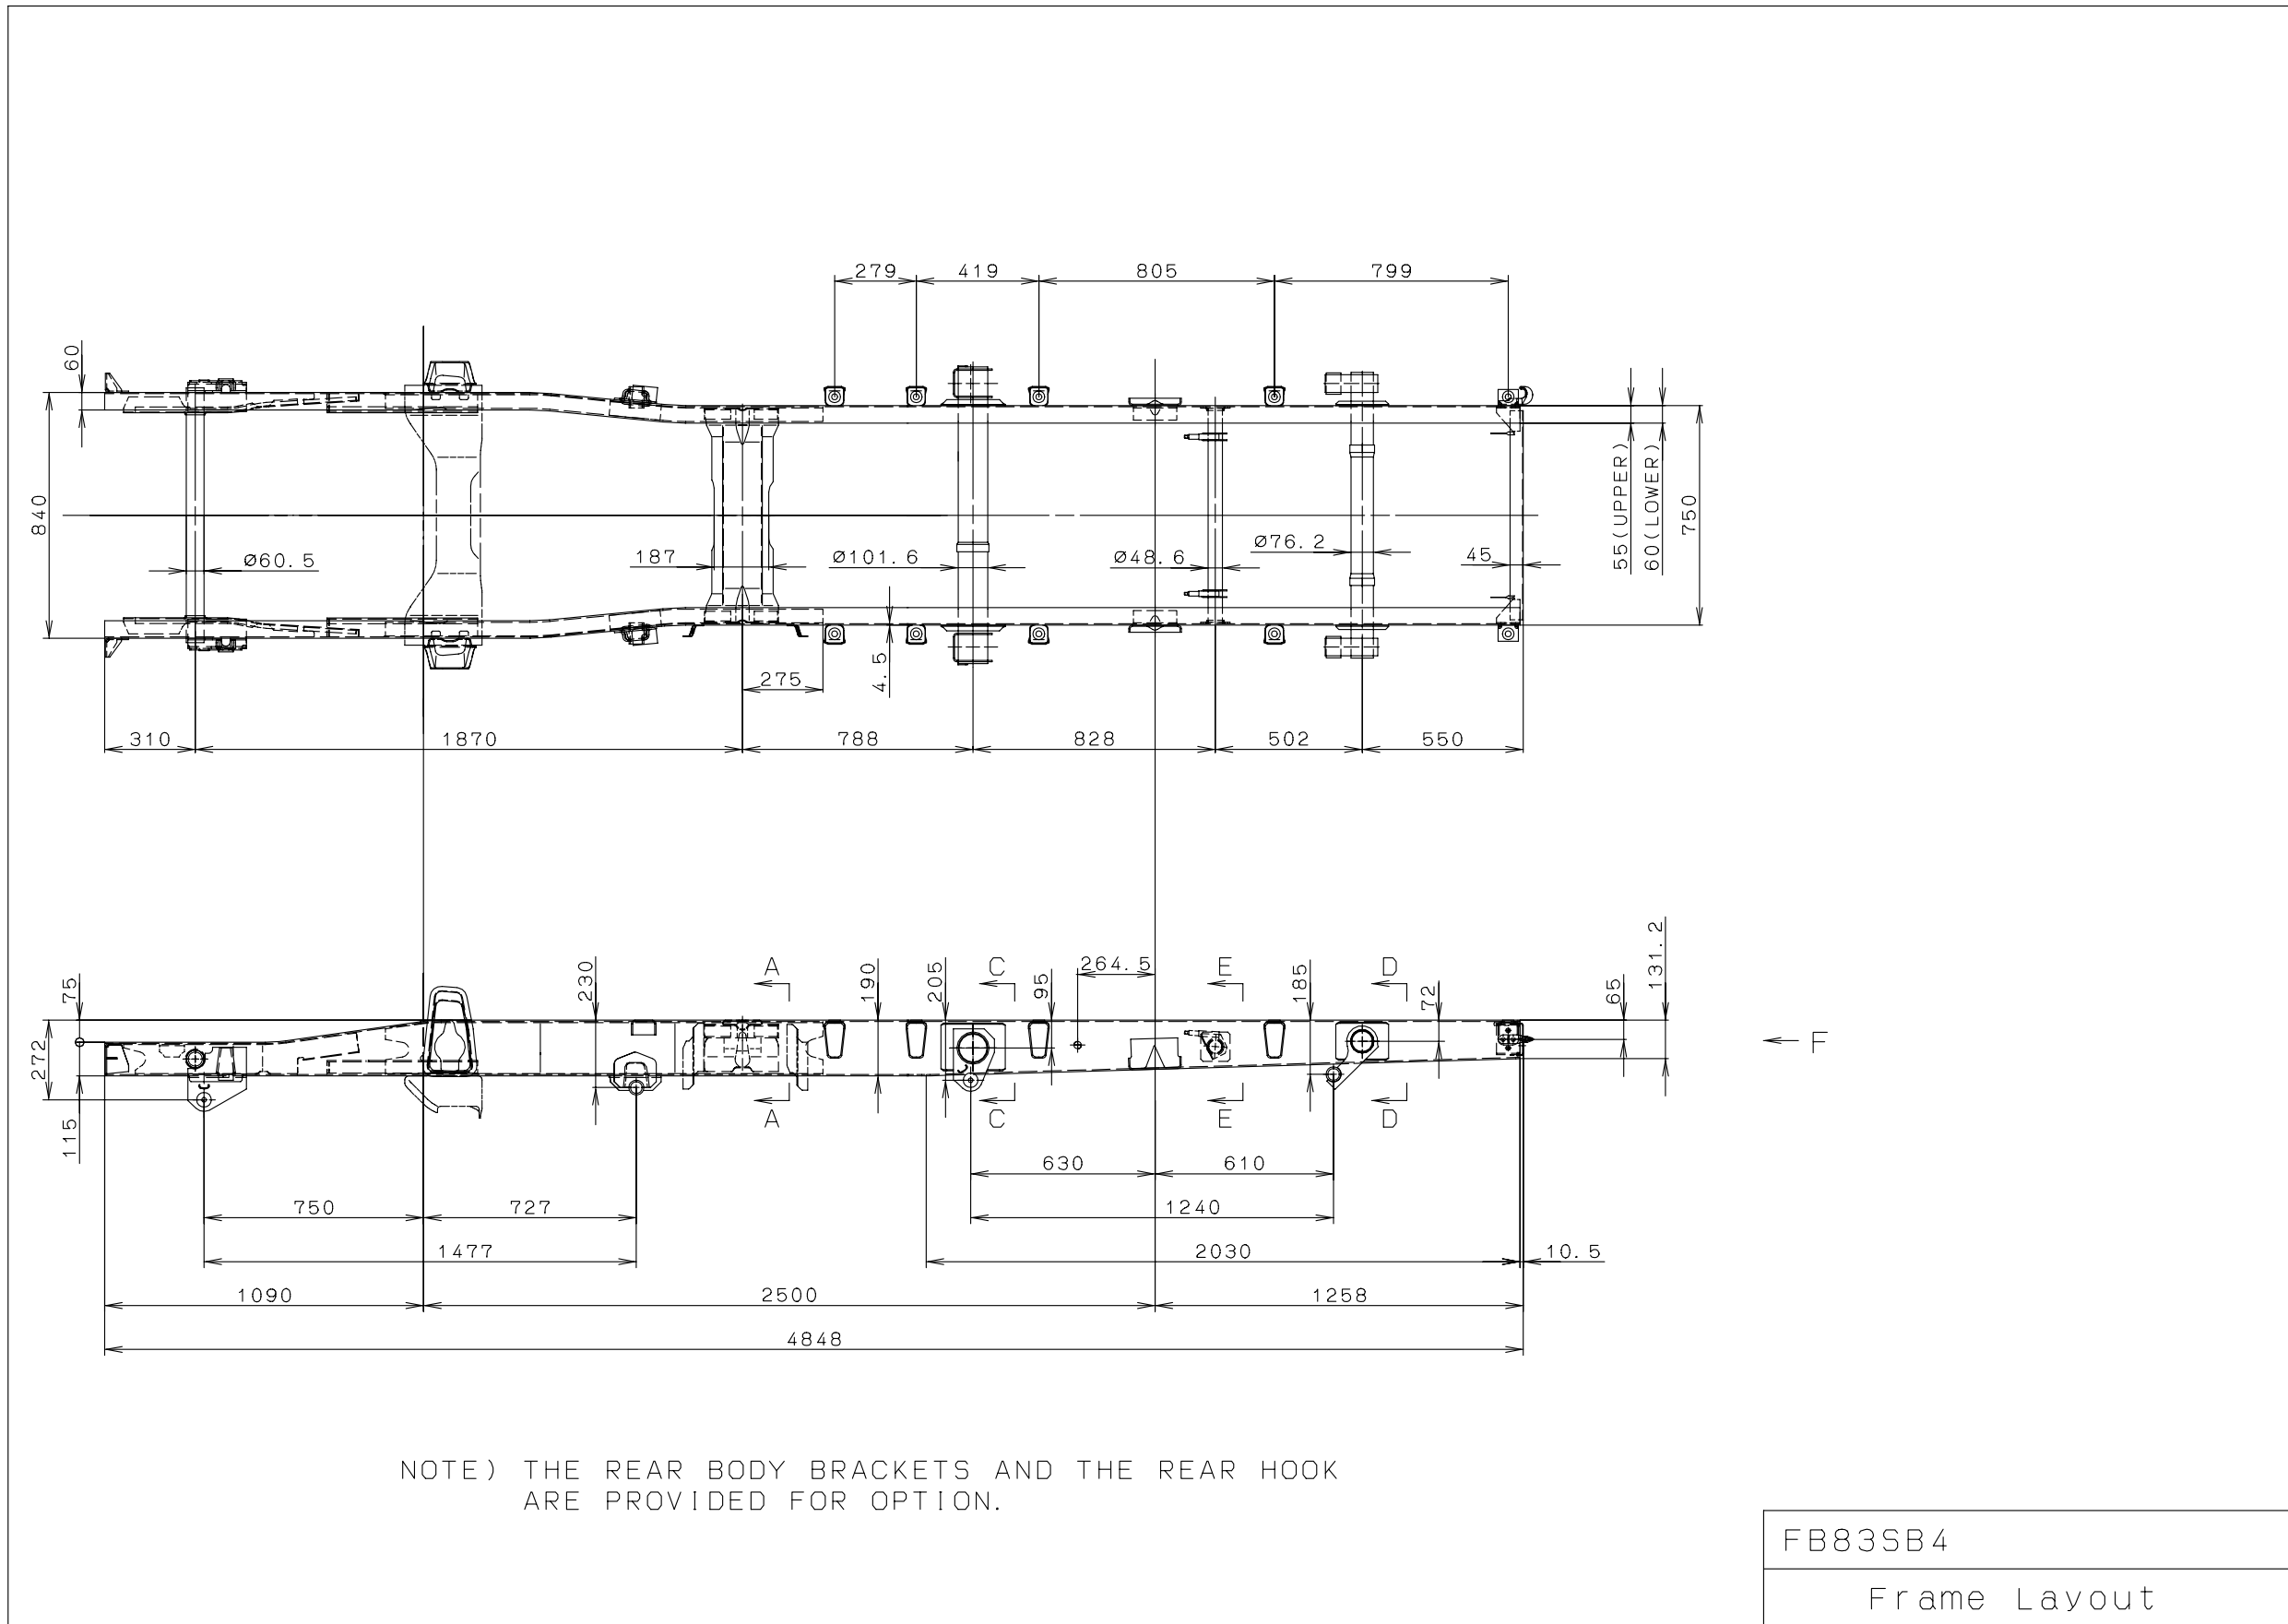 279 419 805 799
60
840
Ø60.5 187 Ø101.6 Ø48.6 Ø76.2 45
55(UPPER)
60(LOWER)
750
275 4.5
310 1870 788 828 502 550
75 230 A 190 205 C 95 264.5 E 185 D 72 65 131.2
272
F
115 A C E D
630 610
750 727 1240
1477 2030 10.5
1090 2500 1258
4848
NOTE) THE REAR BODY BRACKETS AND THE REAR HOOK
ARE PROVIDED FOR OPTION.
FB83SB4
Frame Layout